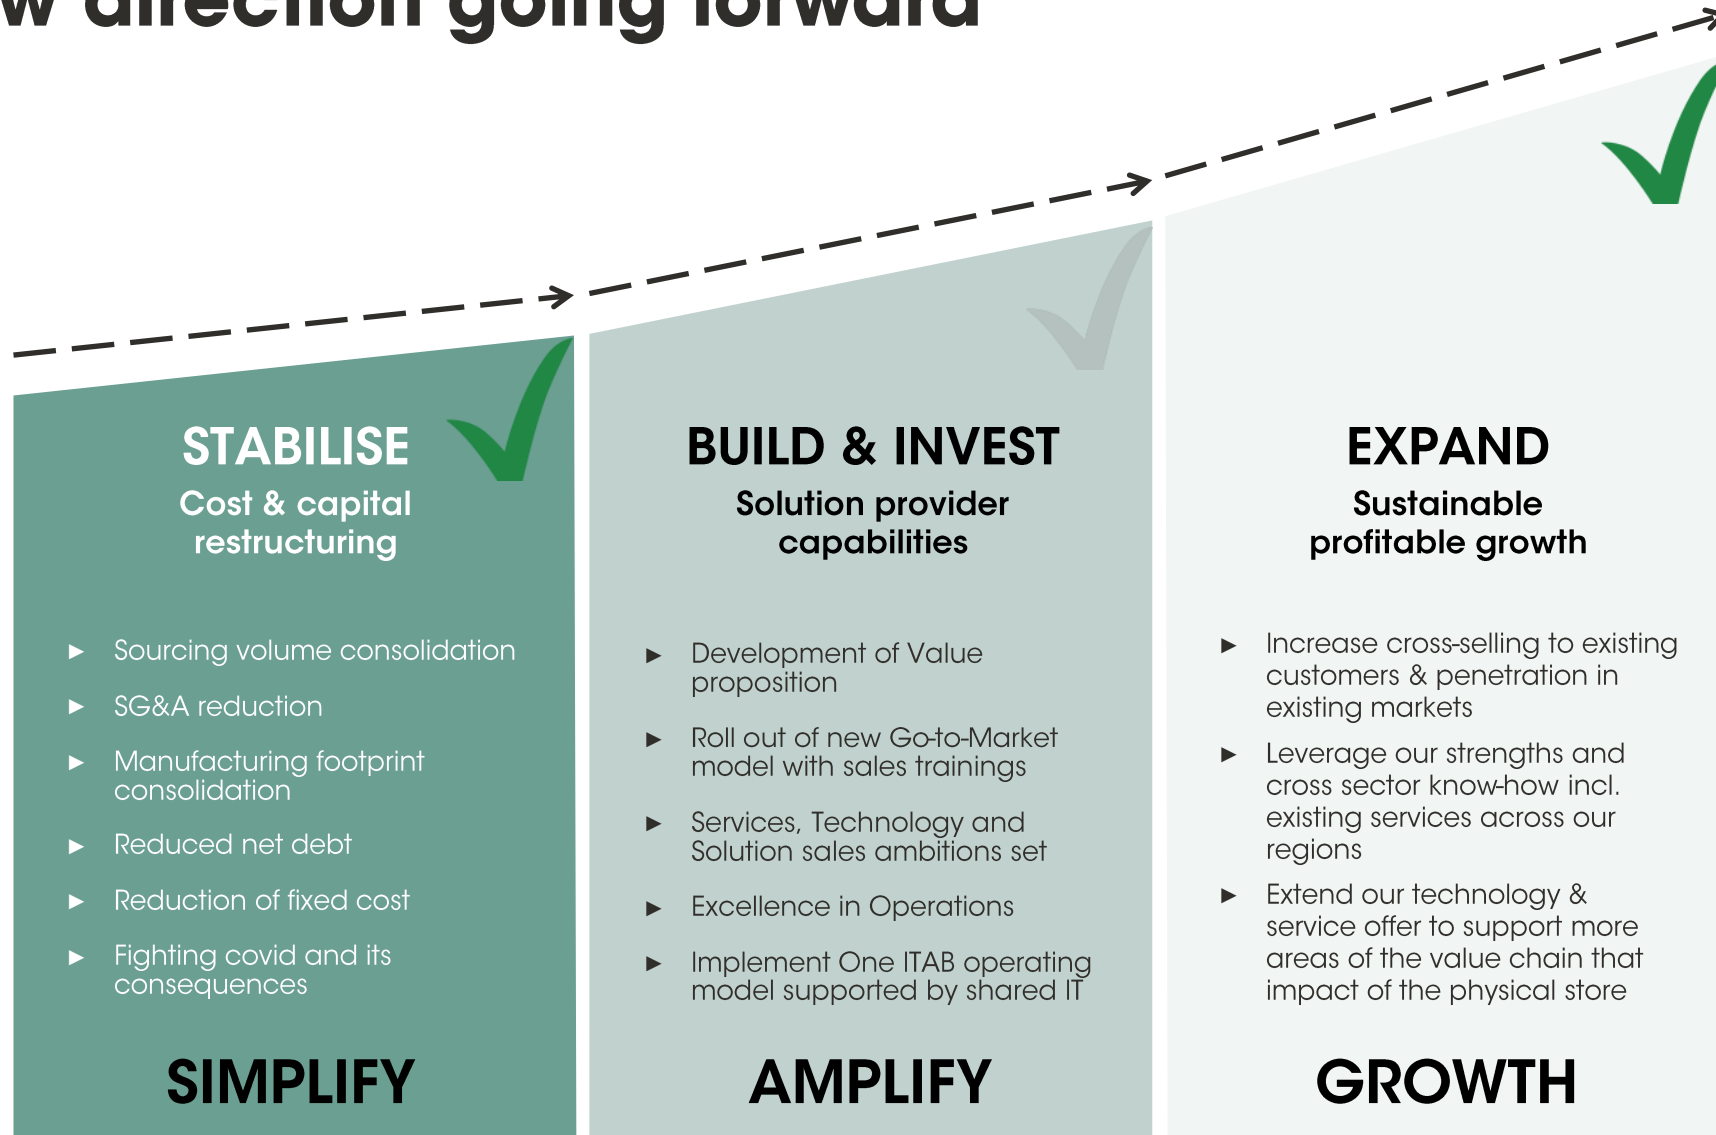 w direction going forward
STABILISE
Cost & capital
restructuring
► Sourcing volume consolidation
► SG&A reduction
► Manufacturing footprint
consolidation
► Reduced net debt
► Reduction of fixed cost
► Fighting covid and its
consequences
SIMPLIFY
BUILD & INVEST
Solution provider
capabilities
► Development of Value
proposition
► Roll out of new Go-to-Market
model with sales trainings
► Services, Technology and
Solution sales ambitions set
► Excellence in Operations
► Implement One ITAB operating
model supported by shared IT
AMPLIFY
EXPAND
Sustainable
profitable growth
► Increase cross-selling to existing
customers & penetration in
existing markets
► Leverage our strengths and
cross sector know-how incl.
existing services across our
regions
► Extend our technology &
service offer to support more
areas of the value chain that
impact of the physical store
GROWTH